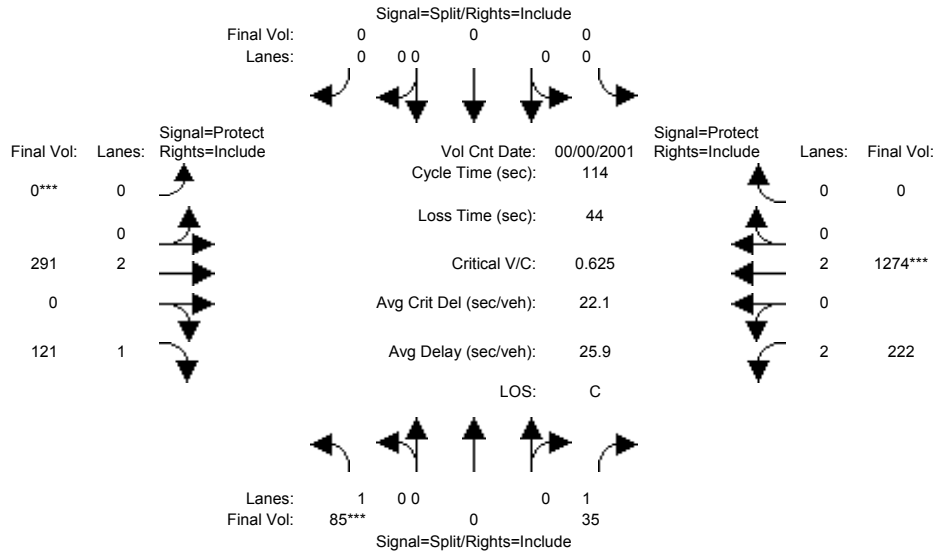 Signal=Split/Rights=Include
Final Vol: 0 0 0
Lanes: 0 0 0 0 0
Signal=Protect Signal=Protect
Final Vol: Lanes: Rights=Include Vol Cnt Date: 00/00/2001 Rights=Include Lanes: Final Vol:
Cycle Time (sec): 114
0*** 0 0 0
Loss Time (sec): 44
0 0
291 2 Critical V/C: 0.625 2 1274***
0 Avg Crit Del (sec/veh): 22.1 0
121 1 Avg Delay (sec/veh): 25.9 2 222
LOS: C
Lanes: 1 0 0 0 1
Final Vol: 85*** 0 35
Signal=Split/Rights=Include